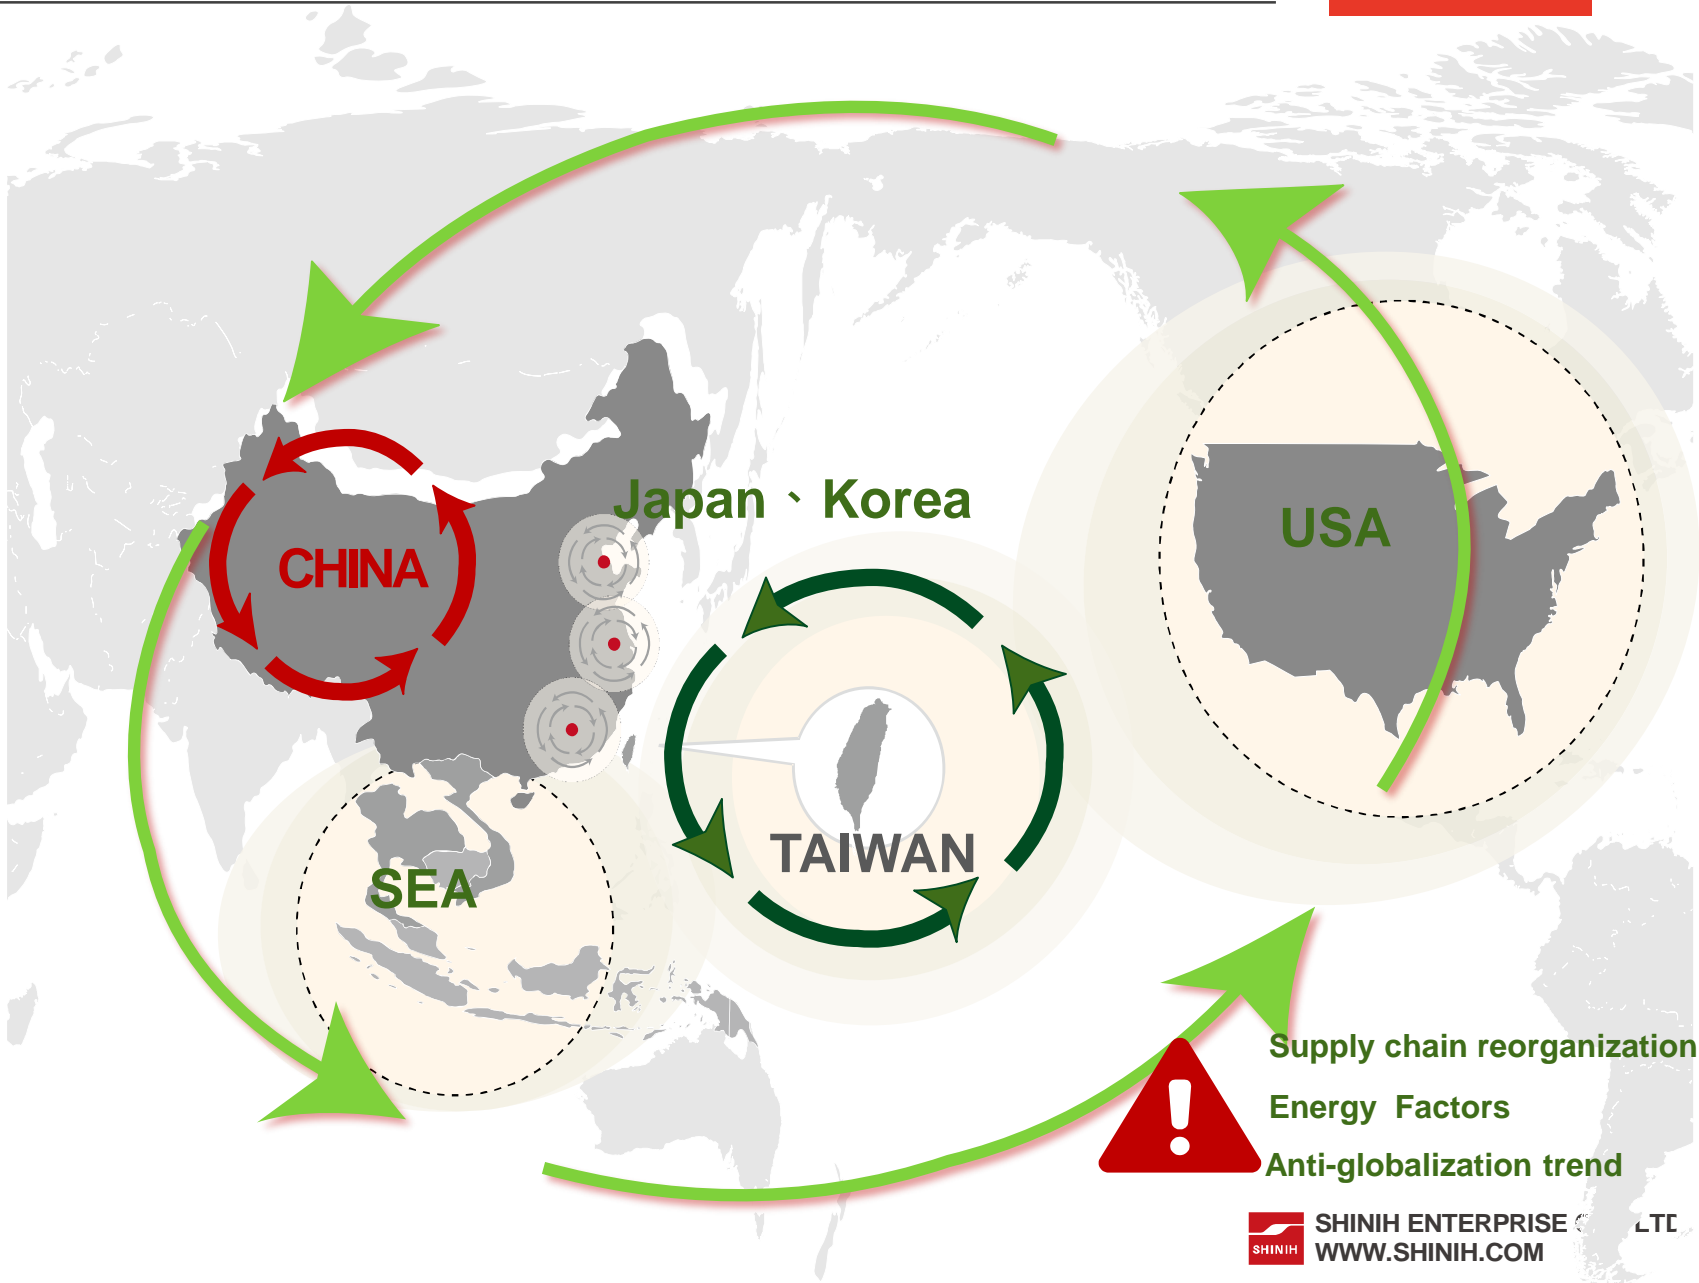 Japan、Korea
USA
CHINA
TAIWAN
SEA
Supply chain reorganization
Energy Factors
Anti-globalization trend
SHINIH
SHINIH ENTERPRISE
WWW.SHINIH.COM